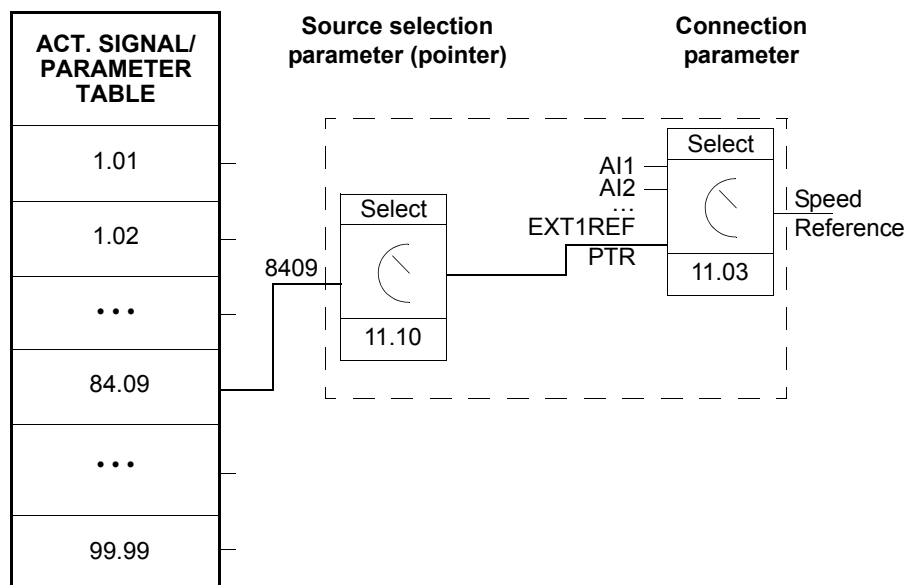 ACT. SIGNAL/
PARAMETER
TABLE
1.01
1.02
• • •
84.09
• • •
99.99
Source selection
parameter (pointer)
Connection
parameter
8409
Select
11.10
AI1
AI2
…
EXT1REF
PTR
Select
11.03
Speed
Reference